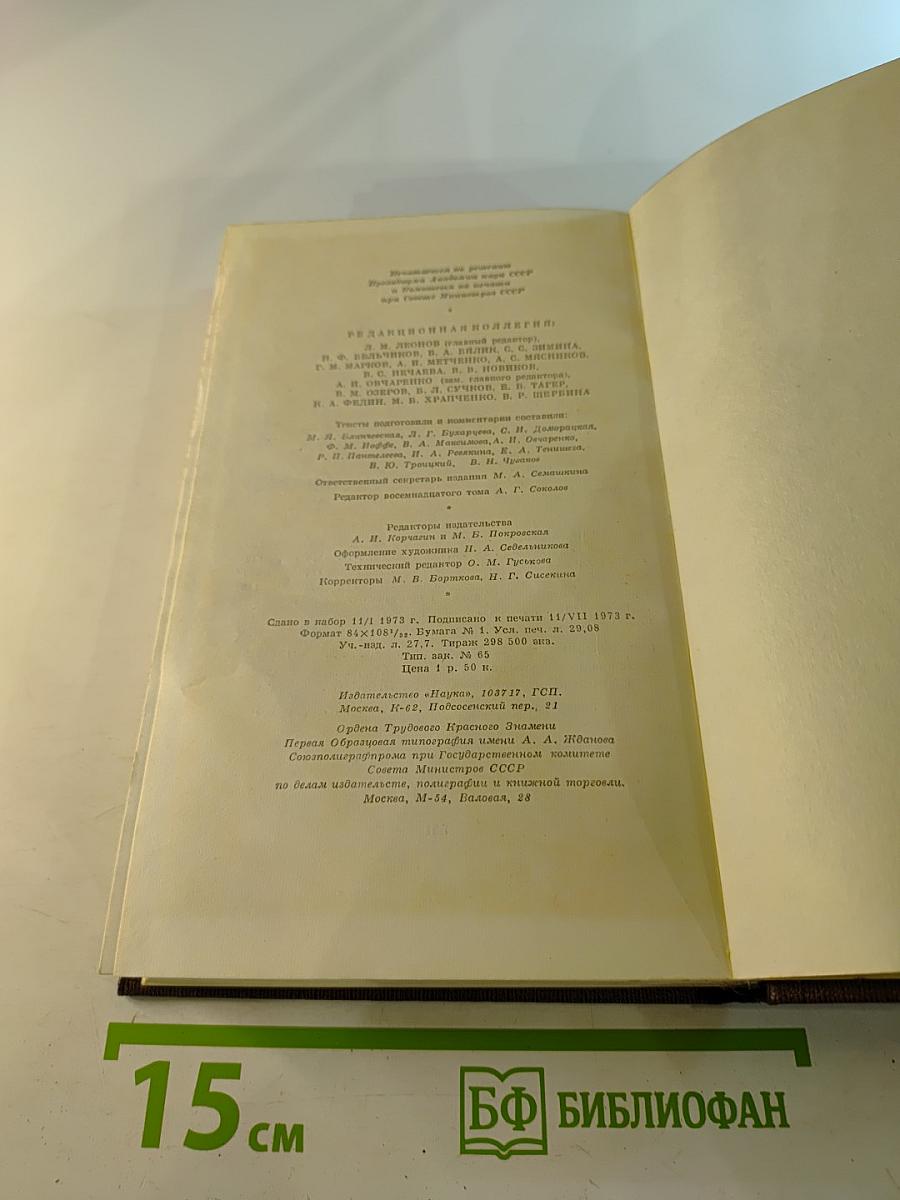 Печатается по решению
Президиума Академии наук СССР
и Комитета по печати
при Совете Министров СССР
*
РЕДАКЦИОННАЯ КОЛЛЕГИЯ:
Л. М. ЛЕОНОВ (главный редактор),
Н. Ф. БЕЛЬЧИКОВ, Б. А. БЯЛИК, С. С. ЗИМИНА,
Г. М. МАРКОВ, А. И. МЕТЧЕНКО, А. С. МЯСНИКОВ,
В. С. НЕЧАЕВА, В. В. НОВИКОВ,
А. И. ОВЧАРЕНКО (зам. главного редактора),
В. М. ОЗЕРОВ, Б. Л. СУЧКОВ, Е. Б. ТАГЕР,
К. А. ФЕДИН, М. Б. ХРАПЧЕНКО, В. Р. ЩЕРБИНА
Тексты подготовили и комментарии составили:
М. Л. Г. Бухарцева, С. И. Доморацкая,
Ф. М. Иоффе, В. А. Максимова, А. И. Овчаренко,
Р. П. Пантелеева, И. А. Ревякина, Е. А. Тенишева,
В. Ю. Троицкий, В. Н. Чуваков
Ответственный секретарь издания М. А. Семашкина
Редактор восемнадцатого тома А. Г. Соколов
*
Редакторы издательства
А. И. Корчагин и М. Б. Покровская
Оформление художника Н. А. Седельникова
Технический редактор О. М. Гуськова
Корректоры М. В. Борткова, Н. Г. Сисекина
*
Сдано в набор 11/I 1973 г. Подписано к печати 11/VII 1973 г.
Формат 84×108¹/₃₂. Бумага № 1. Усл. печ. л. 29,08
Уч.-изд. л. 27,7. Тираж 298 500 экз.
Тип. зак. № 65
Цена 1 р. 50 к.
Издательство «Наука», 103717, ГСП.
Москва, К-62, Подсосенский пер., 21
Ордена Трудового Красного Знамени
Первая Образцовая типография имени А. А. Жданова
Союзполиграфпрома при Государственном комитете
Совета Министров СССР
по делам издательств, полиграфии и книжной торговли.
Москва, М-54, Валовая, 28
15 см
БФ БИБЛИОФАН